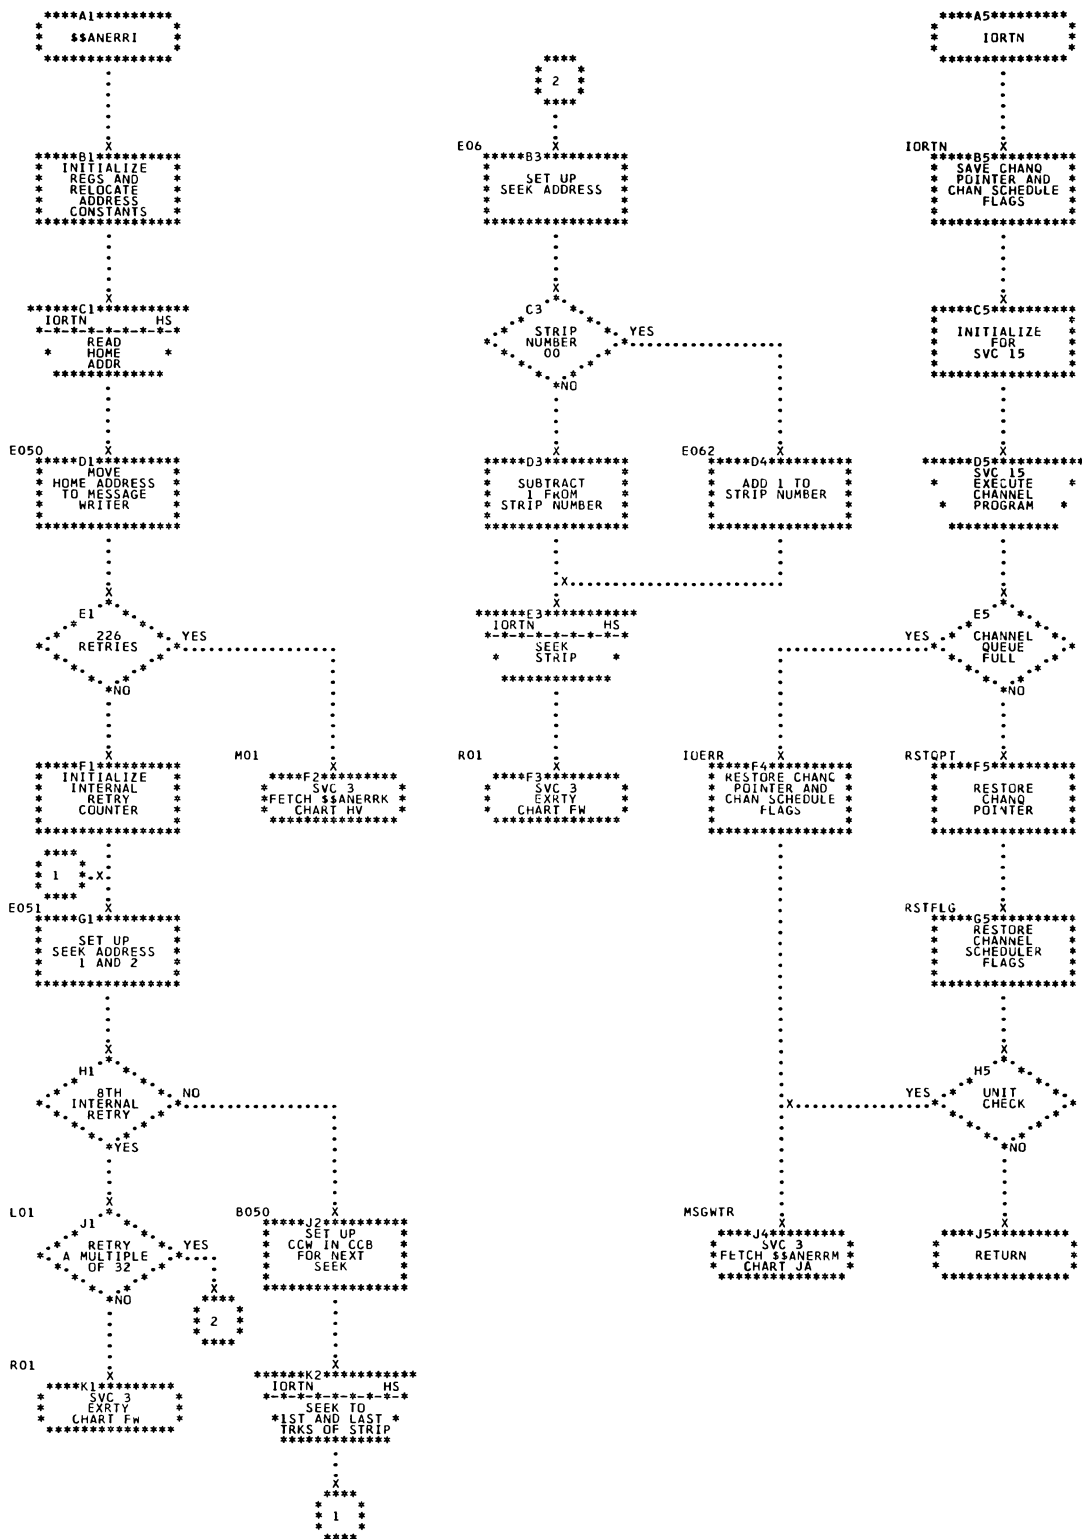 A1
$$ANERRI
B1
INITIALIZE
REGS AND
RELOCATE
ADDRESS
CONSTANTS
C1
IORTN HS
READ
HOME
ADDR
E050
D1
MOVE
HOME ADDRESS
TO MESSAGE
WRITER
E1
226
RETRIES
YES
NO
F1
INITIALIZE
INTERNAL
RETRY
COUNTER
M01
F2
SVC 3
FETCH $$ANERRK
CHART HV
1
E051
G1
SET UP
SEEK ADDRESS
1 AND 2
H1
8TH
INTERNAL
RETRY
NO
YES
L01
J1
RETRY
A MULTIPLE
OF 32
YES
NO
2
B050
J2
SET UP
CCW IN CCB
FOR NEXT
SEEK
R01
K1
SVC 3
EXRTY
CHART FW
K2
IORTN HS
SEEK TO
1ST AND LAST
TRKS OF STRIP
1
2
E06
B3
SET UP
SEEK ADDRESS
C3
STRIP
NUMBER
00
YES
NO
D3
SUBTRACT
1 FROM
STRIP NUMBER
E062
D4
ADD 1 TO
STRIP NUMBER
E3
IORTN HS
SEEK
STRIP
R01
F3
SVC 3
EXRTY
CHART FW
A5
IORTN
IORTN
B5
SAVE CHANQ
POINTER AND
CHAN SCHEDULE
FLAGS
C5
INITIALIZE
FOR
SVC 15
D5
SVC 15
EXECUTE
CHANNEL
PROGRAM
E5
CHANNEL
QUEUE
FULL
YES
NO
IOERR
F4
RESTORE CHANQ
POINTER AND
CHAN SCHEDULE
FLAGS
RSTQPT
F5
RESTORE
CHANQ
POINTER
RSTFLG
G5
RESTORE
CHANNEL
SCHEDULER
FLAGS
H5
UNIT
CHECK
YES
NO
MSGWTR
J4
SVC 3
FETCH $$ANERRM
CHART JA
J5
RETURN